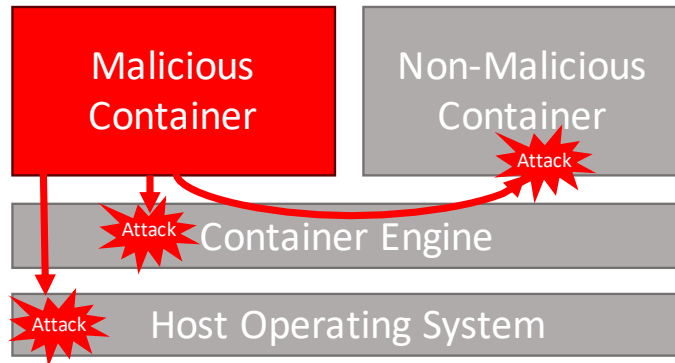 Malicious
Container
Non-Malicious
Container
Attack
Attack
Container Engine
Attack
Host Operating System